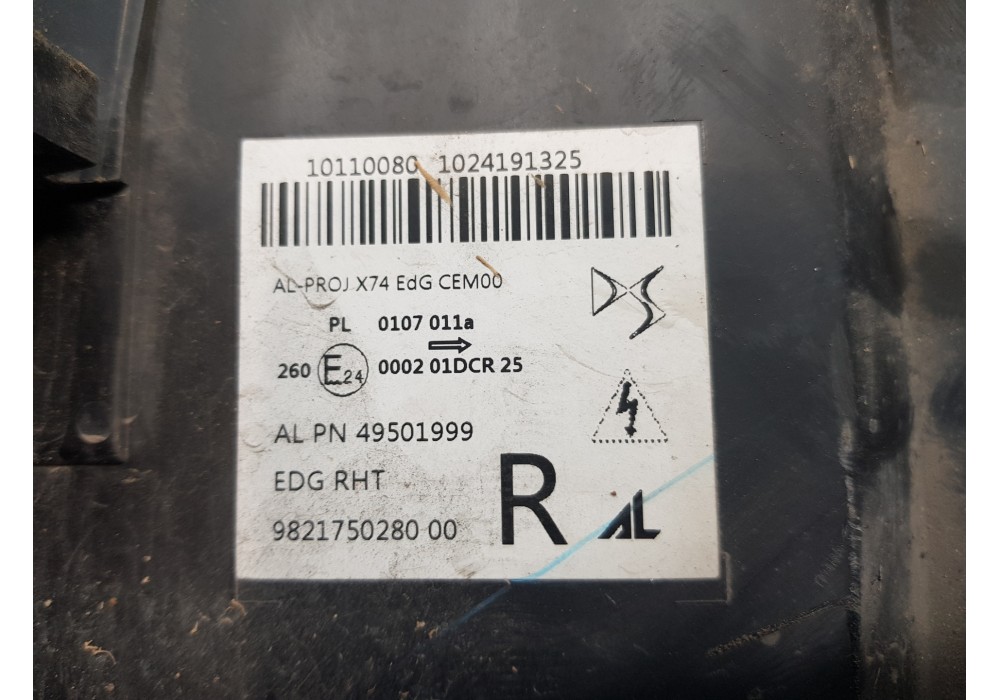 10110080 1024191325
AL-PROJ X74 EdG CEM00
DS
PL 0107 011a
260 E24 0002 01DCR 25
AL PN 49501999
EDG RHT
R
AL
9821750280 00